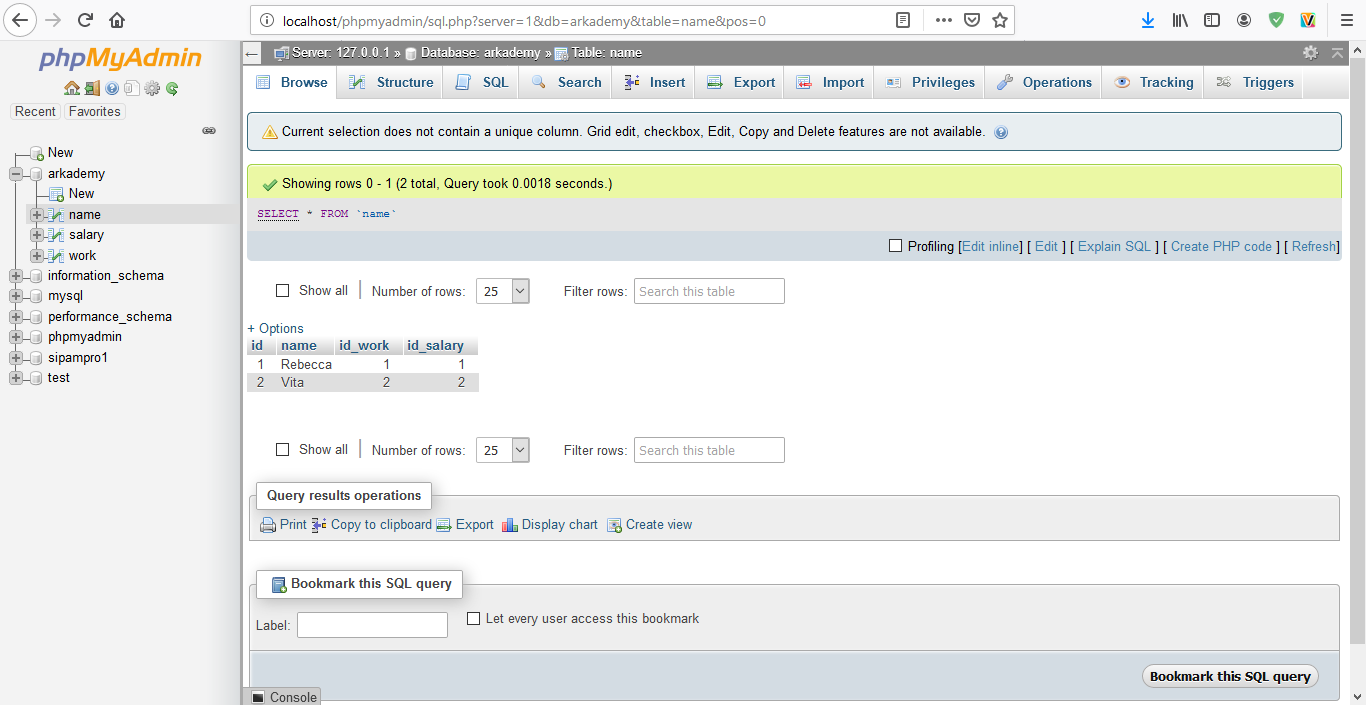 localhost/phpmyadmin/sql.php?server=1&db=arkademy&table=name&pos=0
phpMyAdmin
Recent Favorites
New
arkademy
New
name
salary
work
information_schema
mysql
performance_schema
phpmyadmin
sipampro1
test
Server: 127.0.0.1 » Database: arkademy » Table: name
Browse Structure SQL Search Insert Export Import Privileges Operations Tracking Triggers
Current selection does not contain a unique column. Grid edit, checkbox, Edit, Copy and Delete features are not available.
Showing rows 0 - 1 (2 total, Query took 0.0018 seconds.)
SELECT * FROM `name`
Profiling [Edit inline] [ Edit ] [ Explain SQL ] [ Create PHP code ] [ Refresh]
Show all Number of rows: 25 Filter rows: Search this table
+ Options
id name id_work id_salary
1 Rebecca 1 1
2 Vita 2 2
Show all Number of rows: 25 Filter rows: Search this table
Query results operations
Print Copy to clipboard Export Display chart Create view
Bookmark this SQL query
Label: Let every user access this bookmark
Bookmark this SQL query
Console